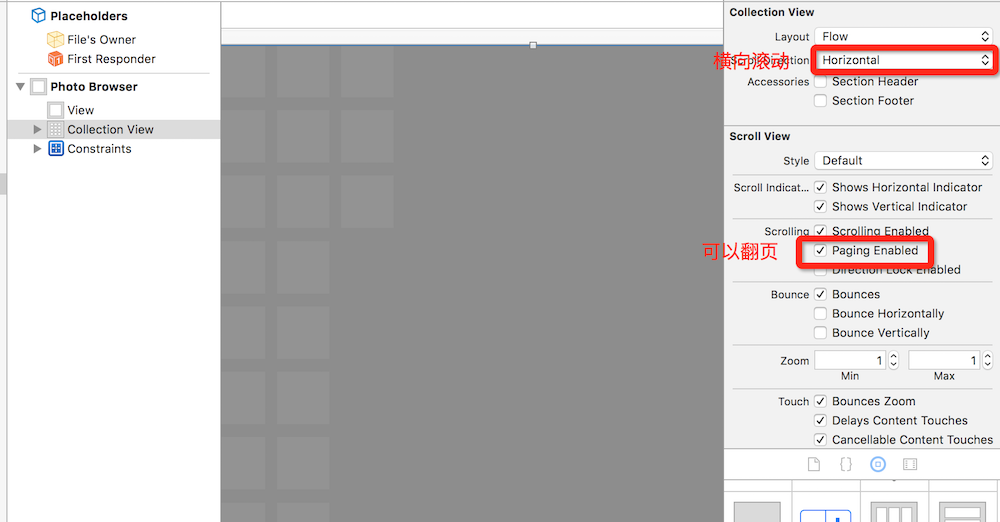 Placeholders
File's Owner
First Responder
Photo Browser
View
Collection View
Constraints
Collection View
Layout Flow
横向滚动
Scroll Direction Horizontal
Accessories Section Header
Section Footer
Scroll View
Style Default
Scroll Indicat... Shows Horizontal Indicator
Shows Vertical Indicator
Scrolling Scrolling Enabled
可以翻页
Paging Enabled
Direction Lock Enabled
Bounce Bounces
Bounce Horizontally
Bounce Vertically
Zoom 1 1
Min Max
Touch Bounces Zoom
Delays Content Touches
Cancellable Content Touches